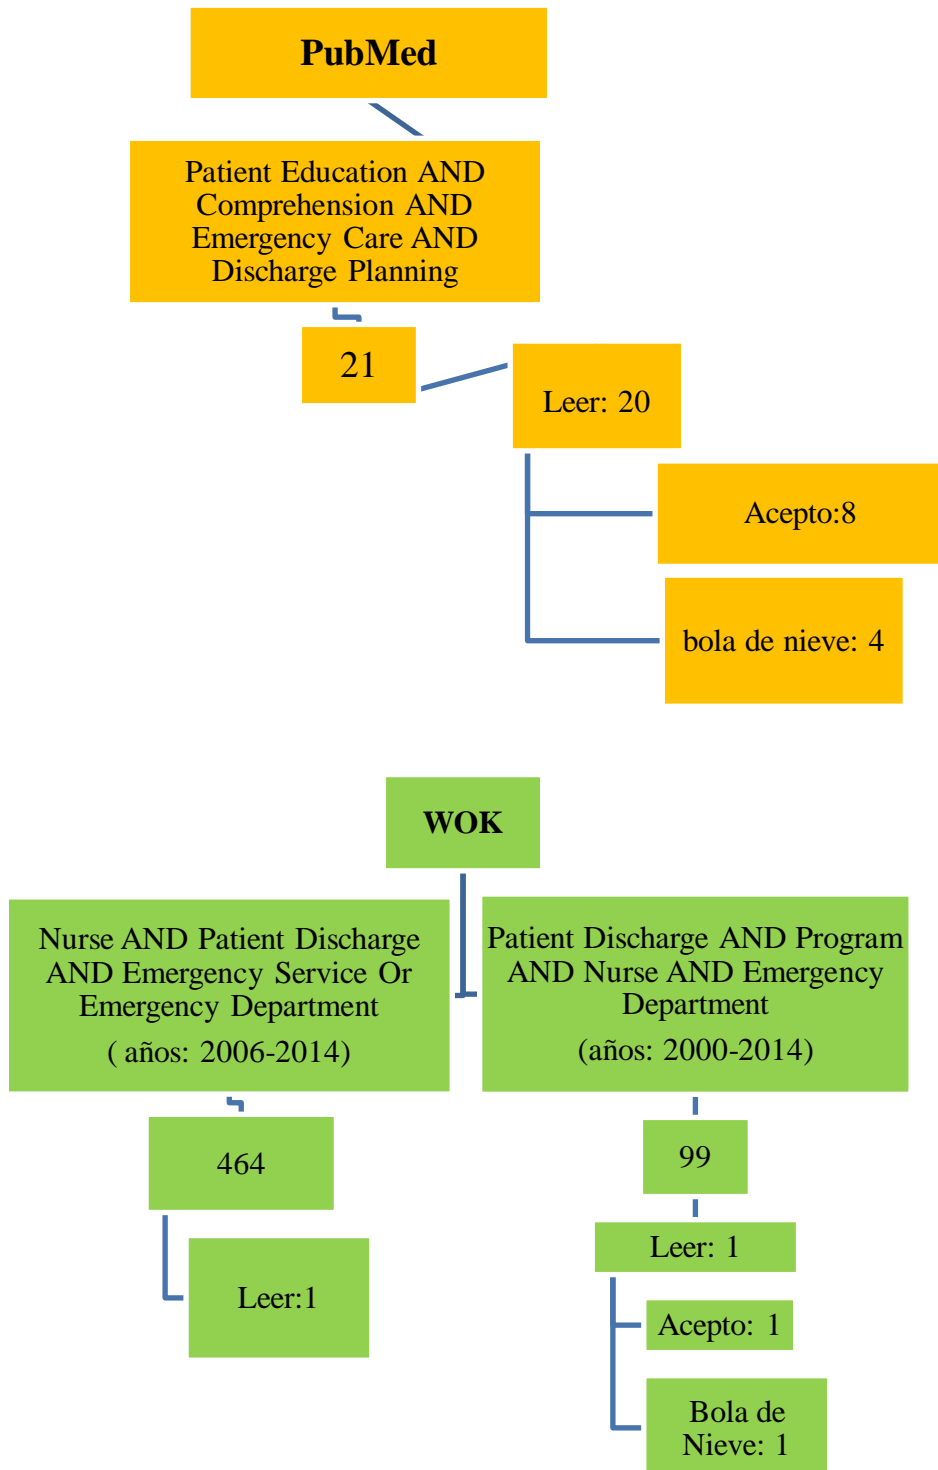 PubMed
Patient Education AND
Comprehension AND
Emergency Care AND
Discharge Planning
21
Leer: 20
Acepto:8
bola de nieve: 4
WOK
Nurse AND Patient Discharge
AND Emergency Service Or
Emergency Department
( años: 2006-2014)
464
Leer:1
Patient Discharge AND Program
AND Nurse AND Emergency
Department
(años: 2000-2014)
99
Leer: 1
Acepto: 1
Bola de
Nieve: 1